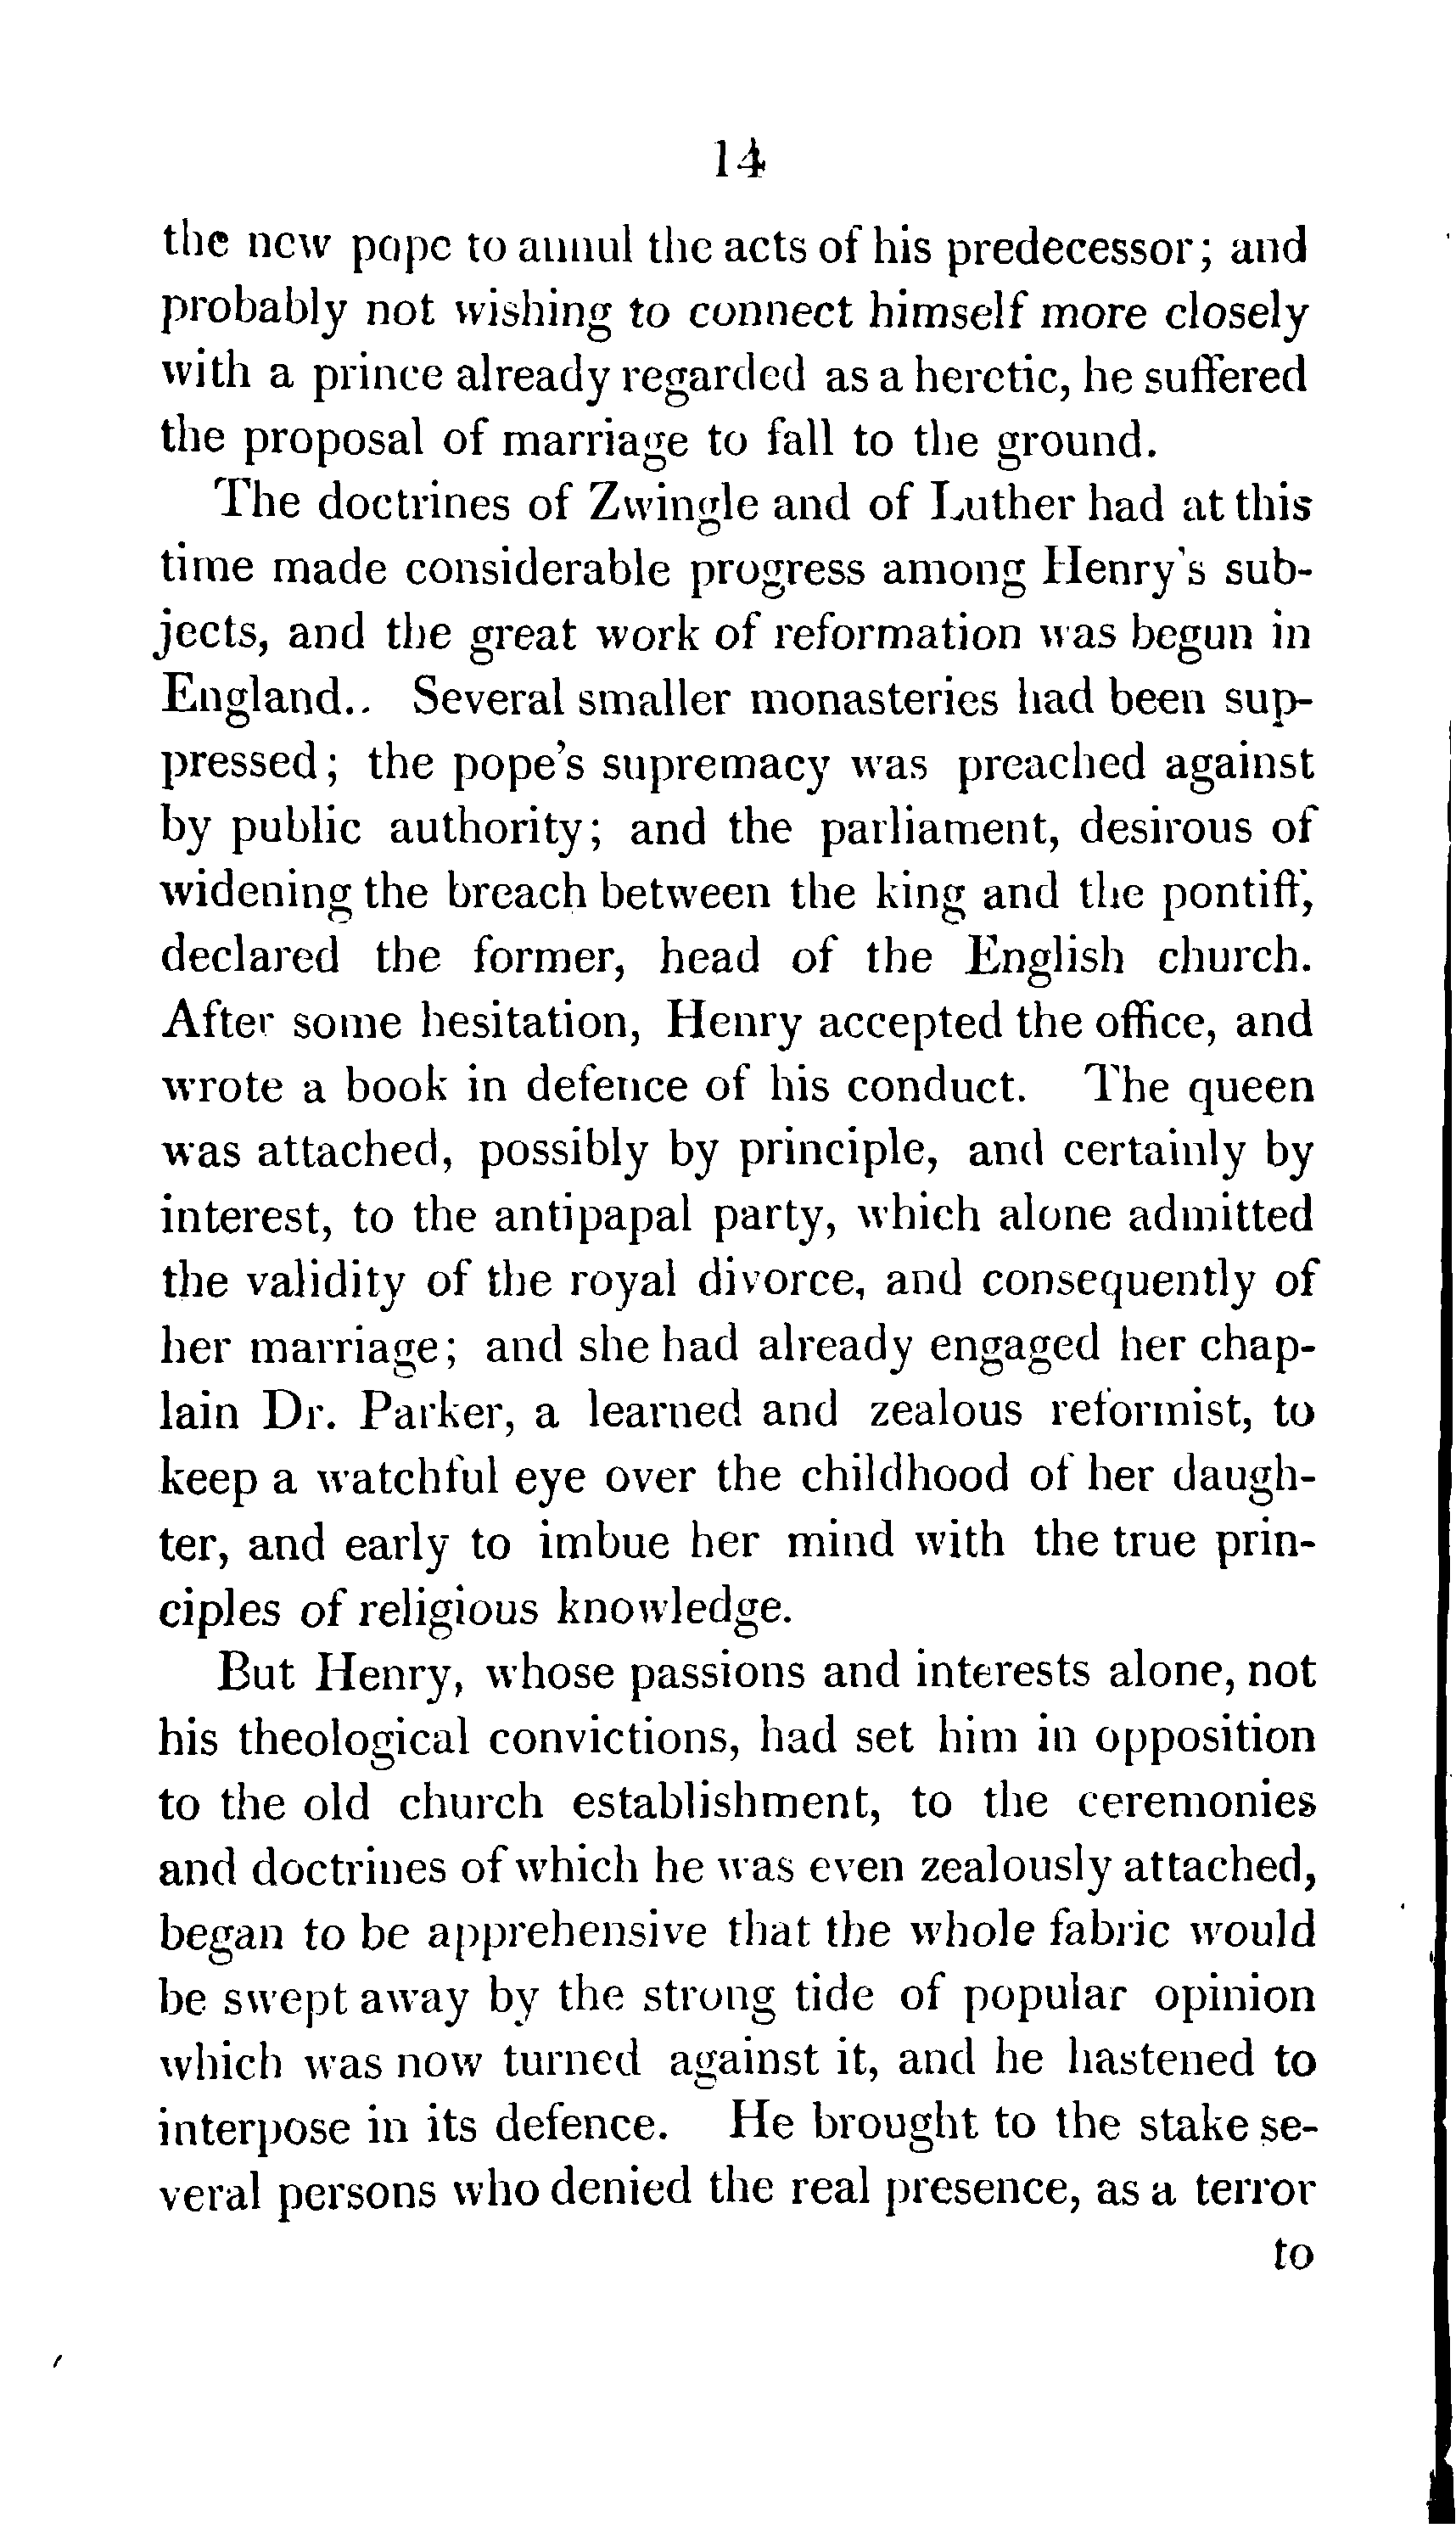 14
the new pope to annul the acts of his predecessor; and
probably not wishing to connect himself more closely
with a prince already regarded as a heretic, he suffered
the proposal of marriage to fall to the ground.
The doctrines of Zwingle and of Luther had at this
time made considerable progress among Henry's sub-
jects, and the great work of reformation was begun in
England.. Several smaller monasteries had been sup-
pressed; the pope's supremacy was preached against
by public authority; and the parliament, desirous of
widening the breach between the king and the pontiff,
declared the former, head of the English church.
After some hesitation, Henry accepted the office, and
wrote a book in defence of his conduct. The queen
was attached, possibly by principle, and certainly by
interest, to the antipapal party, which alone admitted
the validity of the royal divorce, and consequently of
her marriage; and she had already engaged her chap-
lain Dr. Parker, a learned and zealous reformist, to
keep a watchful eye over the childhood of her daugh-
ter, and early to imbue her mind with the true prin-
ciples of religious knowledge.
But Henry, whose passions and interests alone, not
his theological convictions, had set him in opposition
to the old church establishment, to the ceremonies
and doctrines of which he was even zealously attached,
began to be apprehensive that the whole fabric would
be swept away by the strong tide of popular opinion
which was now turned against it, and he hastened to
interpose in its defence. He brought to the stake se-
veral persons who denied the real presence, as a terror
to